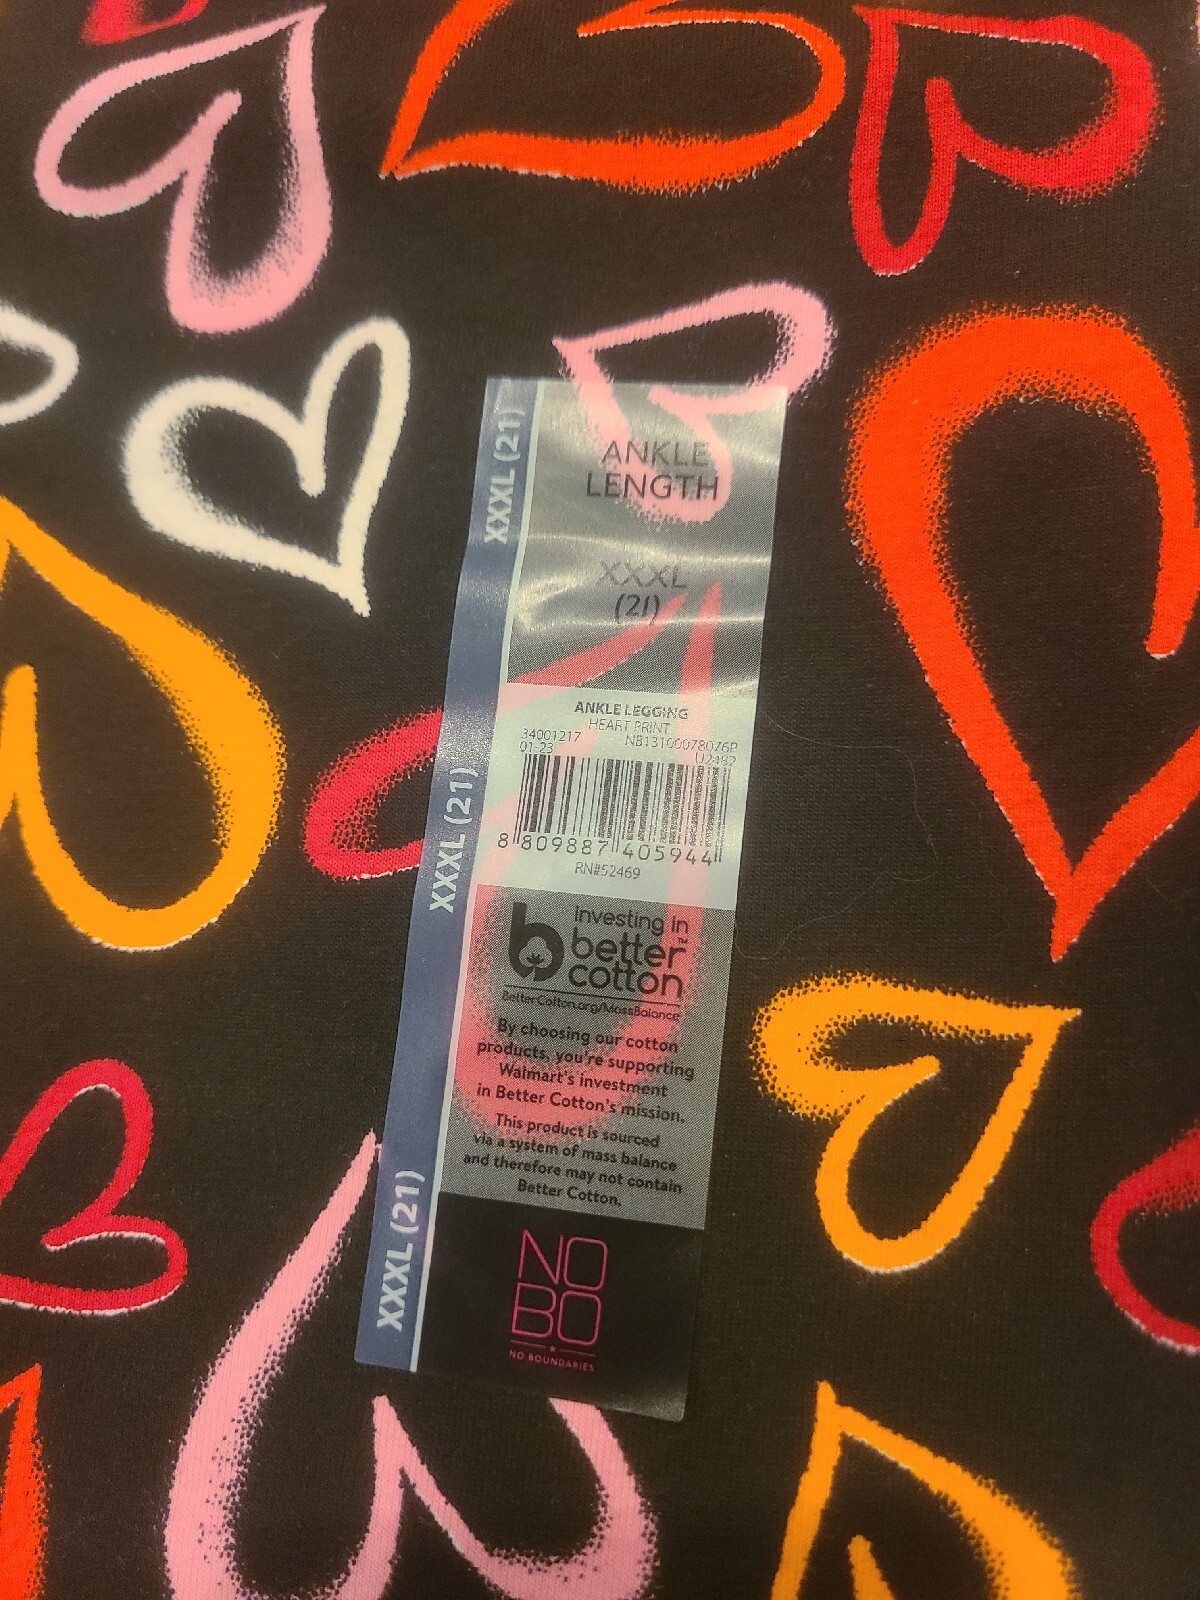 XXXL (21)
ANKLE
LENGTH
XXXL
(21)
ANKLE LEGGING
HEART PRINT
34001217 NB13100078076P
01-23 U2482
8 809887 405944
RN#52469
XXXL (21)
investing in
better™
cotton
BetterCotton.org/MassBalance
By choosing our cotton
products, you're supporting
Walmart's investment
in Better Cotton's mission.
This product is sourced
via a system of mass balance
and therefore may not contain
Better Cotton.
XXXL (21)
NO
BO
NO BOUNDARIES